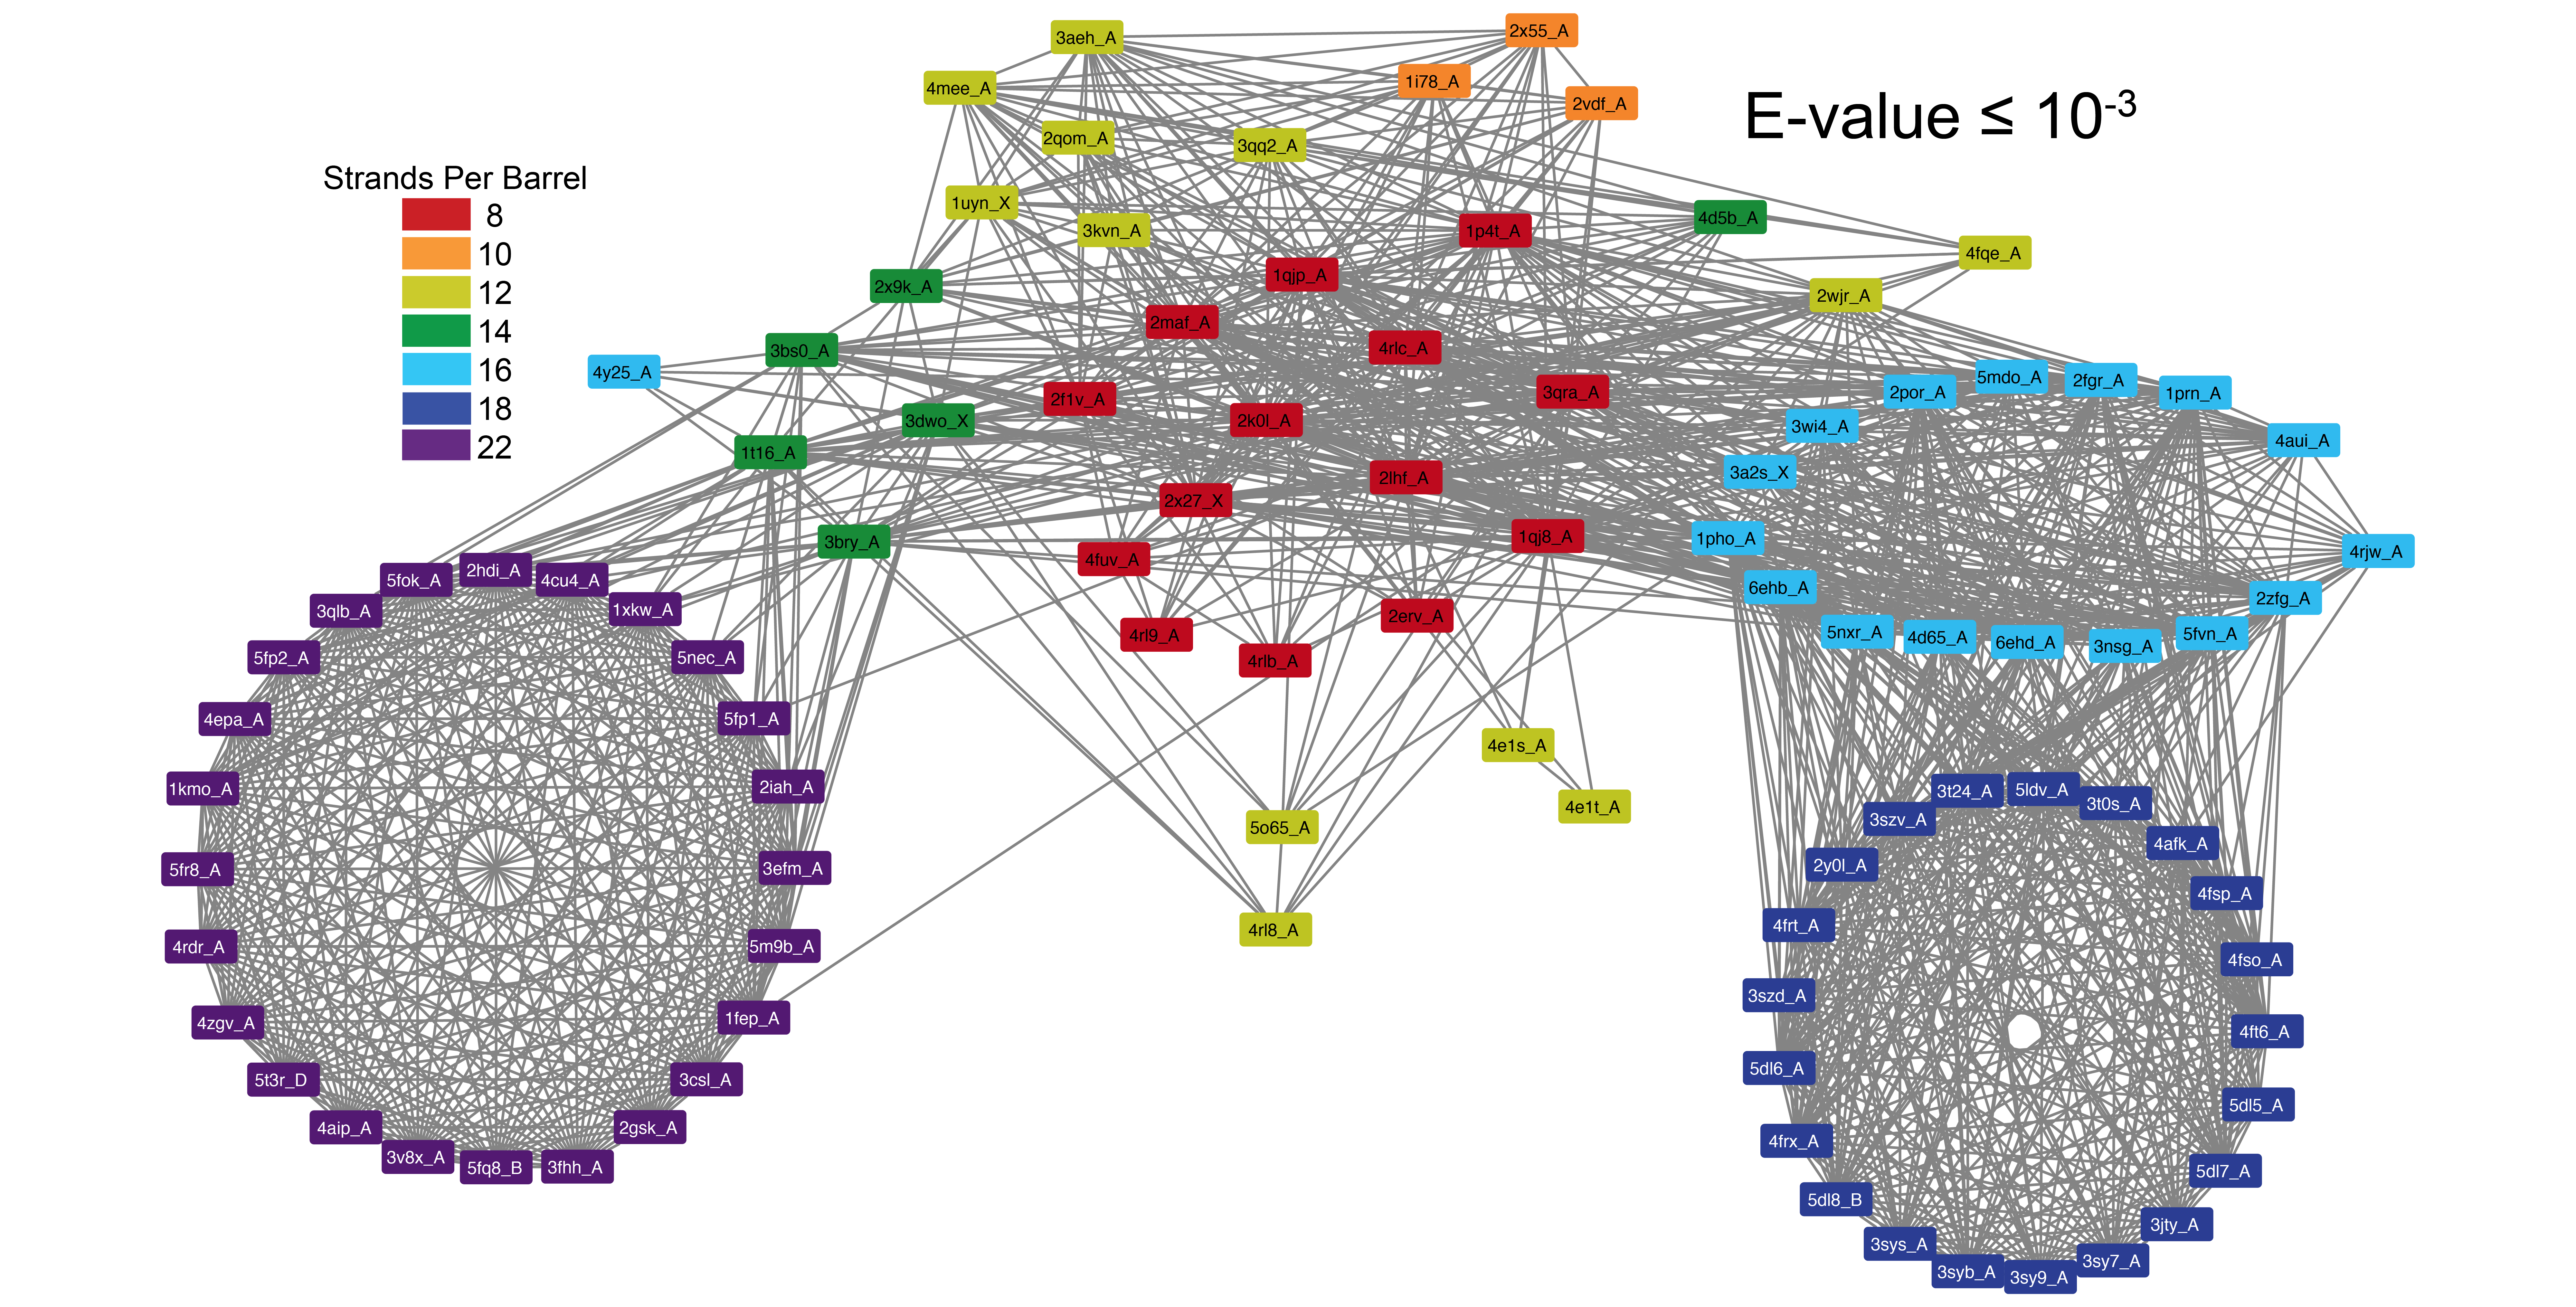 3aeh_A
2x55_A
4mee_A
1i78_A
2vdf_A
E-value ≤ 10-3
2qom_A
3qq2_A
Strands Per Barrel
8
10
12
14
16
18
22
1uyn_X
3kvn_A
1p4t_A
4d5b_A
4fqe_A
1qjp_A
2x9k_A
2wjr_A
2maf_A
4rlc_A
3bs0_A
4y25_A
2f1v_A
3qra_A
2por_A
5mdo_A
2fgr_A
1prn_A
3dwo_X
2k0l_A
3wi4_A
4aui_A
1t16_A
2lhf_A
3a2s_X
2x27_X
3bry_A
1qj8_A
1pho_A
4rjw_A
4fuv_A
6ehb_A
2zfg_A
2erv_A
4rl9_A
4rlb_A
5nxr_A
4d65_A
6ehd_A
3nsg_A
5fvn_A
5fok_A
2hdi_A
4cu4_A
3qlb_A
1xkw_A
5fp2_A
5nec_A
4epa_A
5fp1_A
1kmo_A
2iah_A
5fr8_A
3efm_A
4rdr_A
5m9b_A
4zgv_A
1fep_A
5t3r_D
3csl_A
4aip_A
2gsk_A
3v8x_A
5fq8_B
3fhh_A
4e1s_A
4e1t_A
5o65_A
4rl8_A
3t24_A
5ldv_A
3t0s_A
3szv_A
4afk_A
2y0l_A
4fsp_A
4frt_A
4fso_A
3szd_A
4ft6_A
5dl6_A
5dl5_A
4frx_A
5dl7_A
5dl8_B
3jty_A
3sys_A
3sy7_A
3syb_A
3sy9_A